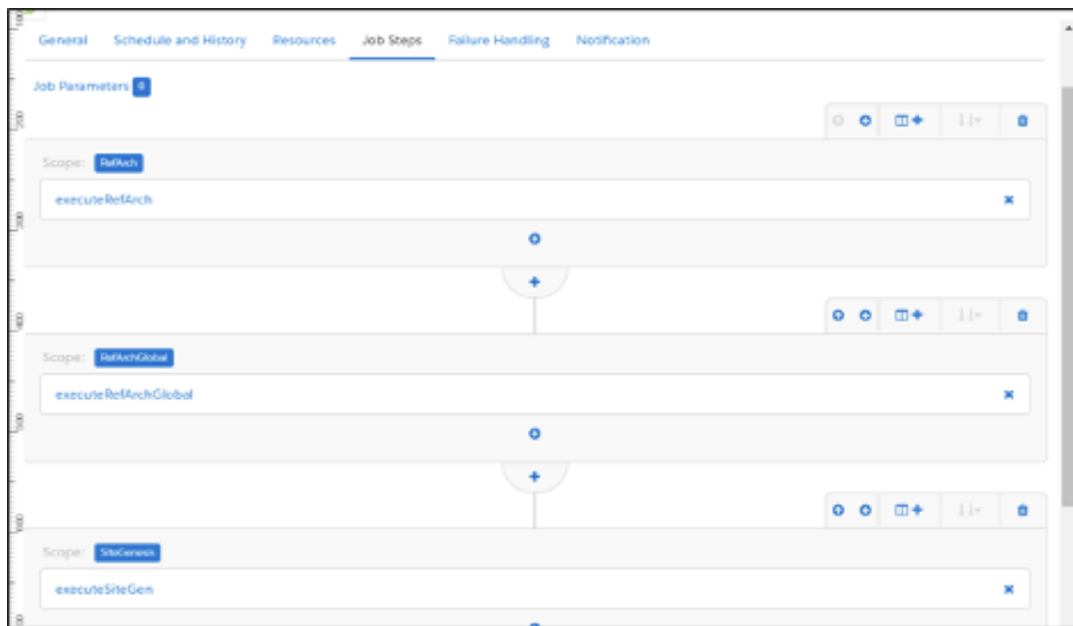 General Schedule and History Resources Job Steps Failure Handling Notification
Job Parameters 0
Scope: RefArch
executeRefArch
Scope: RefArchGlobal
executeRefArchGlobal
Scope: SiteGenesis
executeSiteGen